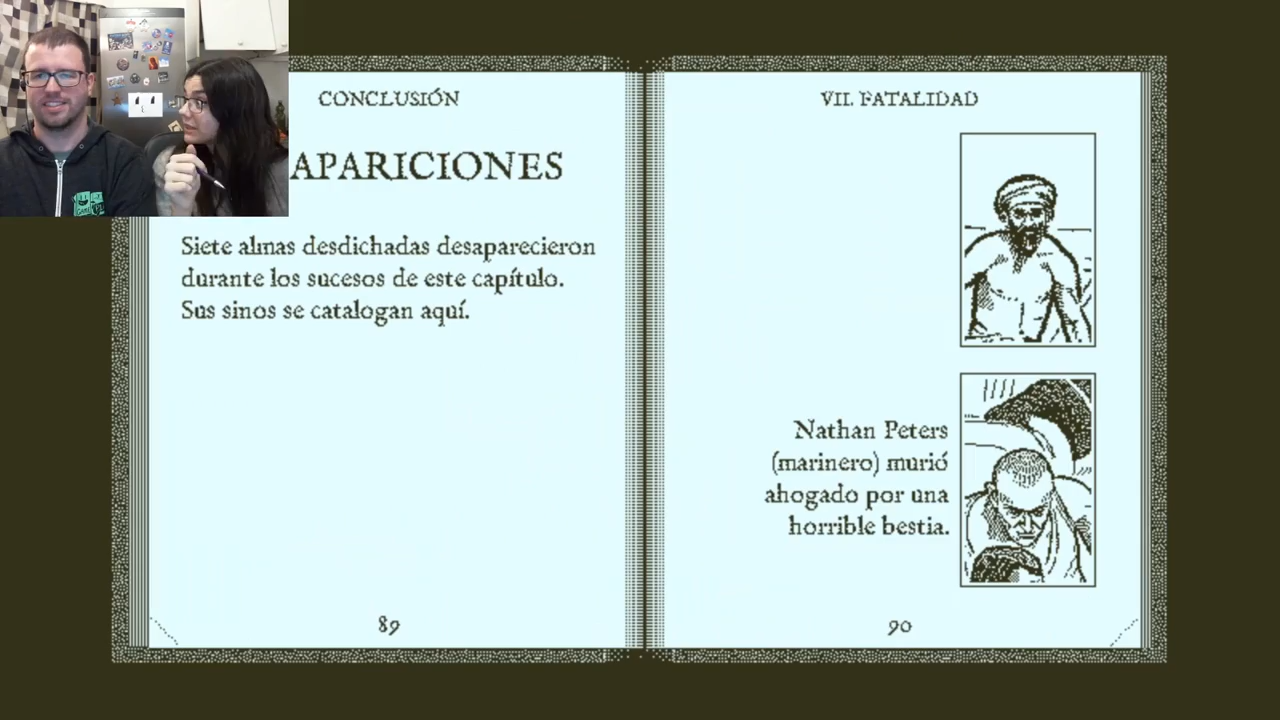 CONCLUSIÓN
APARICIONES
Siete almas desdichadas desaparecieron
durante los sucesos de este capítulo.
Sus sinos se catalogan aquí.
89
VII. FATALIDAD
Nathan Peters
(marinero) murió
ahogado por una
horrible bestia.
90